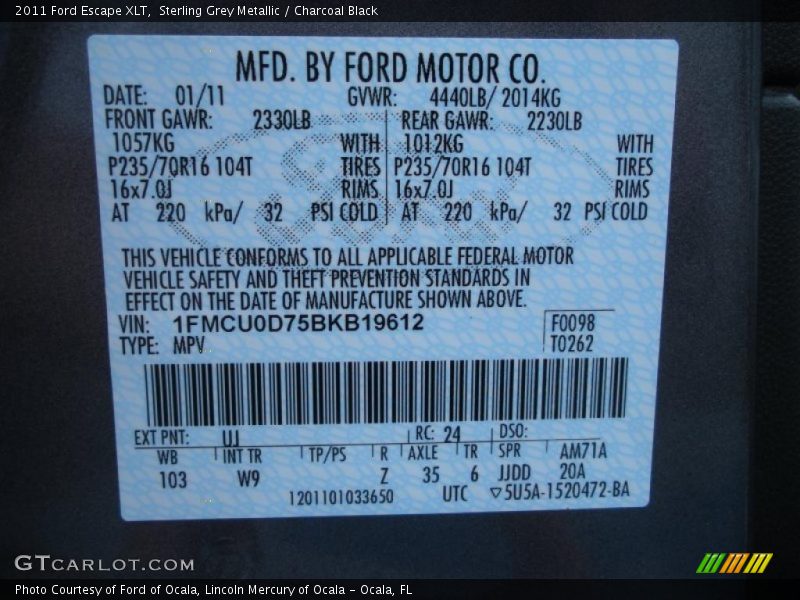 2011 Ford Escape XLT,  Sterling Grey Metallic / Charcoal Black
MFD. BY FORD MOTOR CO.
DATE: 01/11 GVWR: 4440LB/ 2014KG
FRONT GAWR: 2330LB REAR GAWR: 2230LB
1057KG WITH 1012KG WITH
P235/70R16 104T TIRES P235/70R16 104T TIRES
16x7.0J RIMS 16x7.0J RIMS
AT 220 kPa/ 32 PSI COLD AT 220 kPa/ 32 PSI COLD
THIS VEHICLE CONFORMS TO ALL APPLICABLE FEDERAL MOTOR
VEHICLE SAFETY AND THEFT PREVENTION STANDARDS IN
EFFECT ON THE DATE OF MANUFACTURE SHOWN ABOVE.
VIN: 1FMCU0D75BKB19612 F0098
TYPE: MPV T0262
EXT PNT: UJ RC: 24 DSO:
WB INT TR TP/PS R AXLE TR SPR AM71A
103 W9 Z 35 6 JJDD 20A
1201101033650 UTC ▽5U5A-1520472-BA
GTCARLOT.COM
Photo Courtesy of Ford of Ocala, Lincoln Mercury of Ocala - Ocala, FL